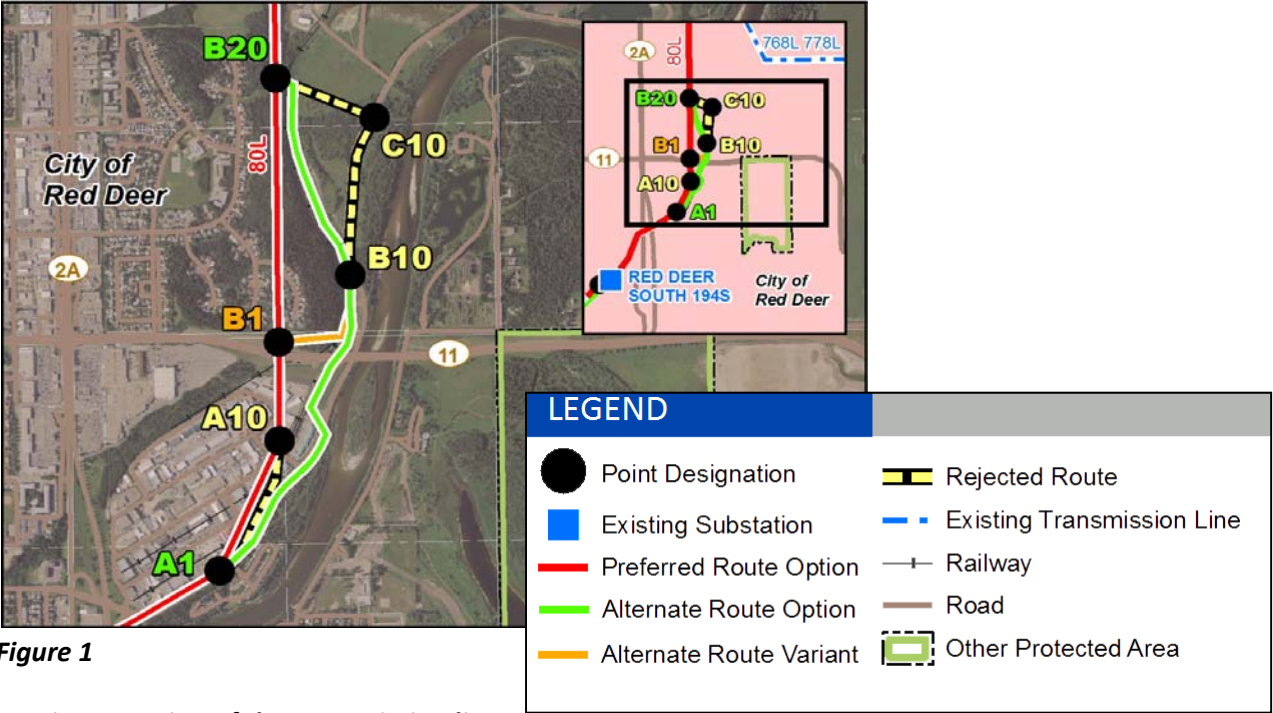 B20
C10
80L
City of
Red Deer
B10
2A
B1
11
A10
A1
2A
80L
768L 778L
B20
C10
B1
B10
11
A10
A1
RED DEER
SOUTH 194S
City of
Red Deer
LEGEND
Point Designation
Existing Substation
Preferred Route Option
Alternate Route Option
Alternate Route Variant
Rejected Route
Existing Transmission Line
Railway
Road
Other Protected Area
Figure 1